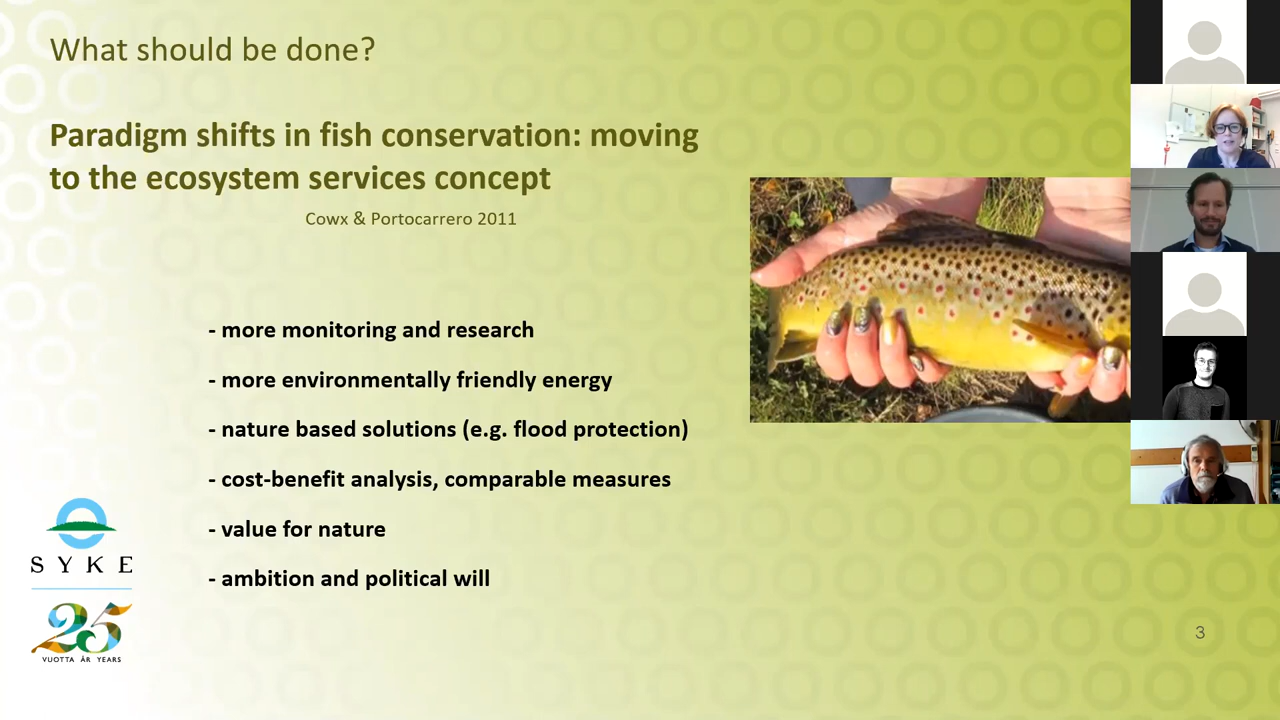 What should be done?
Paradigm shifts in fish conservation: moving
to the ecosystem services concept
Cowx & Portocarrero 2011
- more monitoring and research
- more environmentally friendly energy
- nature based solutions (e.g. flood protection)
- cost-benefit analysis, comparable measures
- value for nature
- ambition and political will
SYKE
25
VUOTTA ÅR YEARS
3